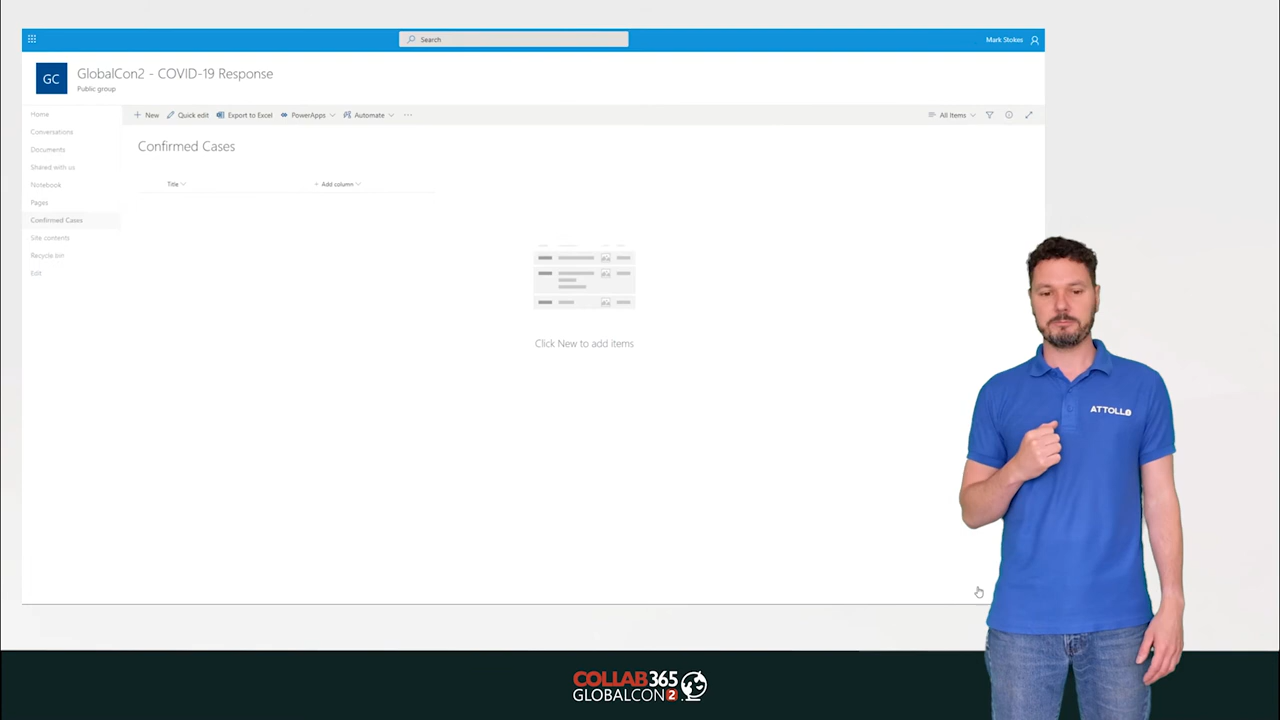 Search
Mark Stokes
GC
GlobalCon2 - COVID-19 Response
Public group
Home
Conversations
Documents
Shared with us
Notebook
Pages
Confirmed Cases
Site contents
Recycle bin
Edit
New
Quick edit
Export to Excel
PowerApps
Automate
All Items
Confirmed Cases
Title
+ Add column
Click New to add items
ATTOLLO
COLLAB365
GLOBALCON2